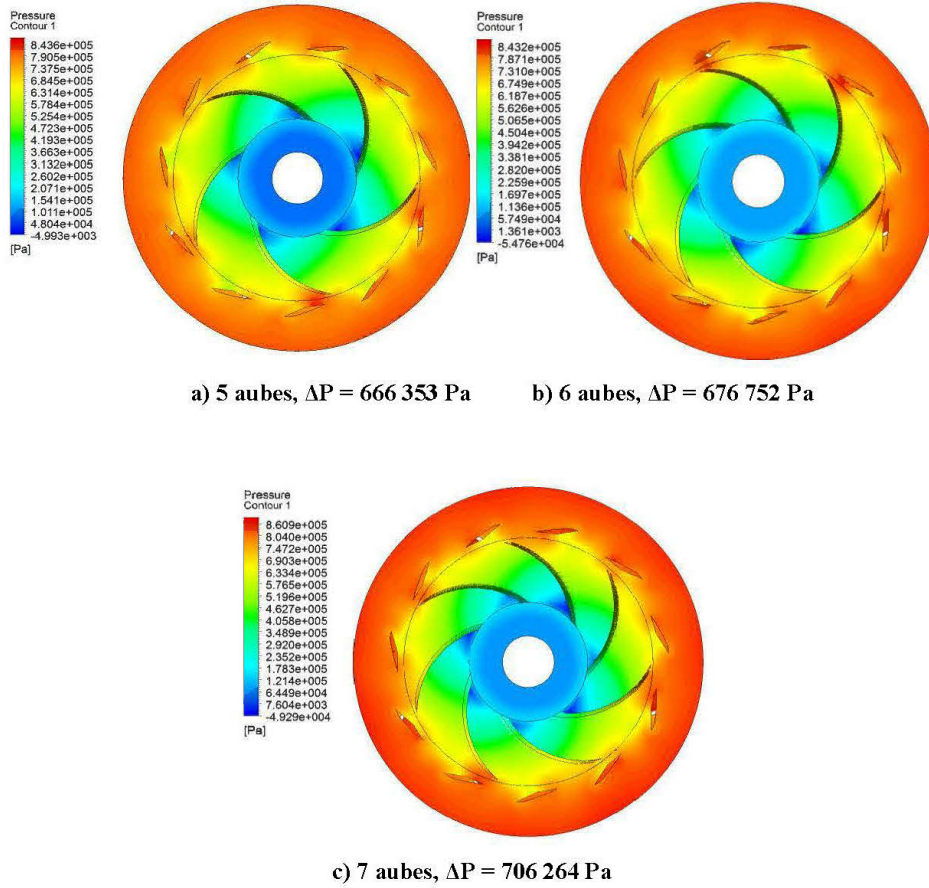 Pressure
Contour 1
8.436e+005
7.905e+005
7.375e+005
6.845e+005
6.314e+005
5.784e+005
5.254e+005
4.723e+005
4.193e+005
3.663e+005
3.132e+005
2.602e+005
2.071e+005
1.541e+005
1.011e+005
4.804e+004
-4.993e+003
[Pa]
Pressure
Contour 1
8.432e+005
7.871e+005
7.310e+005
6.749e+005
6.187e+005
5.626e+005
5.065e+005
4.504e+005
3.942e+005
3.381e+005
2.820e+005
2.259e+005
1.697e+005
1.136e+005
5.749e+004
1.361e+003
-5.476e+004
[Pa]
a) 5 aubes, ΔP = 666 353 Pa
b) 6 aubes, ΔP = 676 752 Pa
Pressure
Contour 1
8.609e+005
8.040e+005
7.472e+005
6.903e+005
6.334e+005
5.765e+005
5.196e+005
4.627e+005
4.058e+005
3.489e+005
2.920e+005
2.352e+005
1.783e+005
1.214e+005
6.449e+004
7.604e+003
-4.929e+004
[Pa]
c) 7 aubes, ΔP = 706 264 Pa